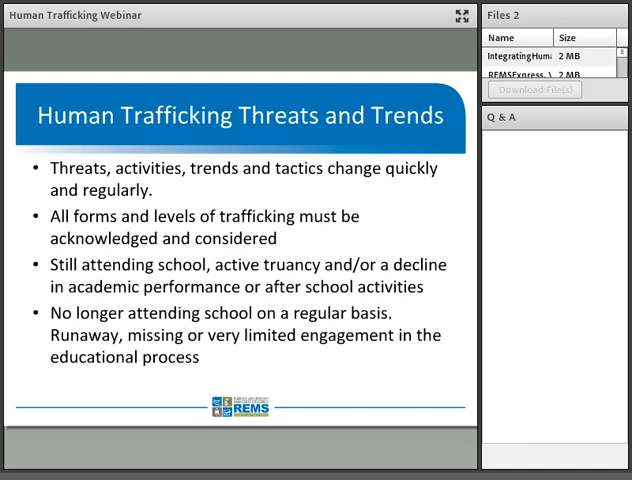 Human Trafficking Webinar
Human Trafficking Threats and Trends
• Threats, activities, trends and tactics change quickly
and regularly.
• All forms and levels of trafficking must be
acknowledged and considered
• Still attending school, active truancy and/or a decline
in academic performance or after school activities
• No longer attending school on a regular basis.
Runaway, missing or very limited engagement in the
educational process
REMS
Files 2
Name Size
IntegratingHuma 2 MB
REMSExpress. 2 MB
Download File(s)
Q & A